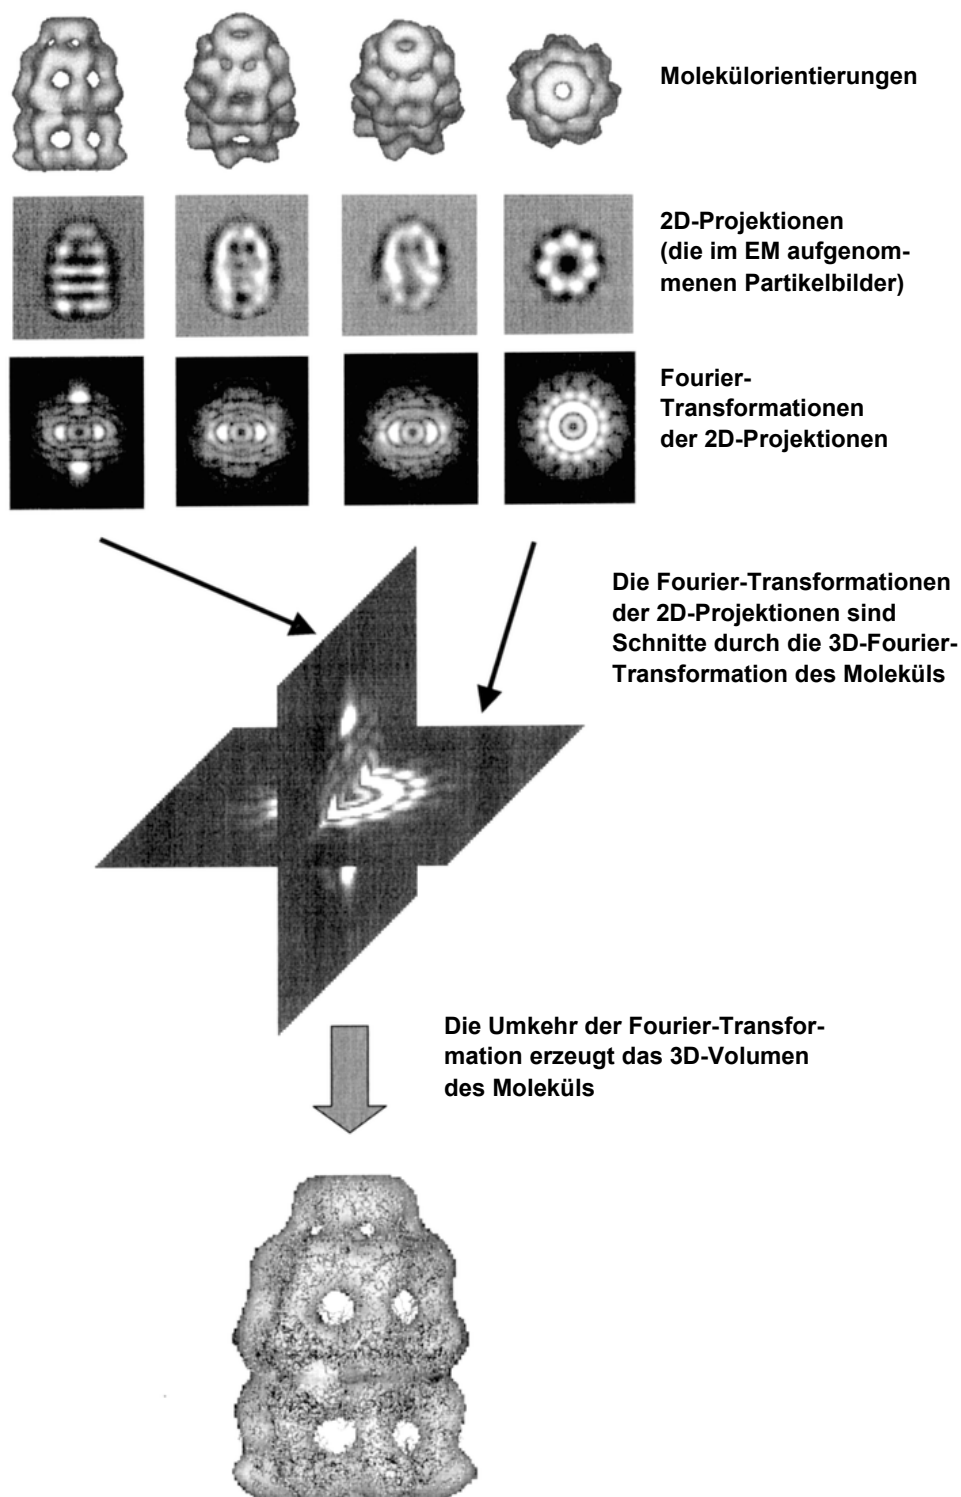 Molekülorientierungen
2D-Projektionen
(die im EM aufgenom-
menen Partikelbilder)
Fourier-
Transformationen
der 2D-Projektionen
Die Fourier-Transformationen
der 2D-Projektionen sind
Schnitte durch die 3D-Fourier-
Transformation des Moleküls
Die Umkehr der Fourier-Transfor-
mation erzeugt das 3D-Volumen
des Moleküls